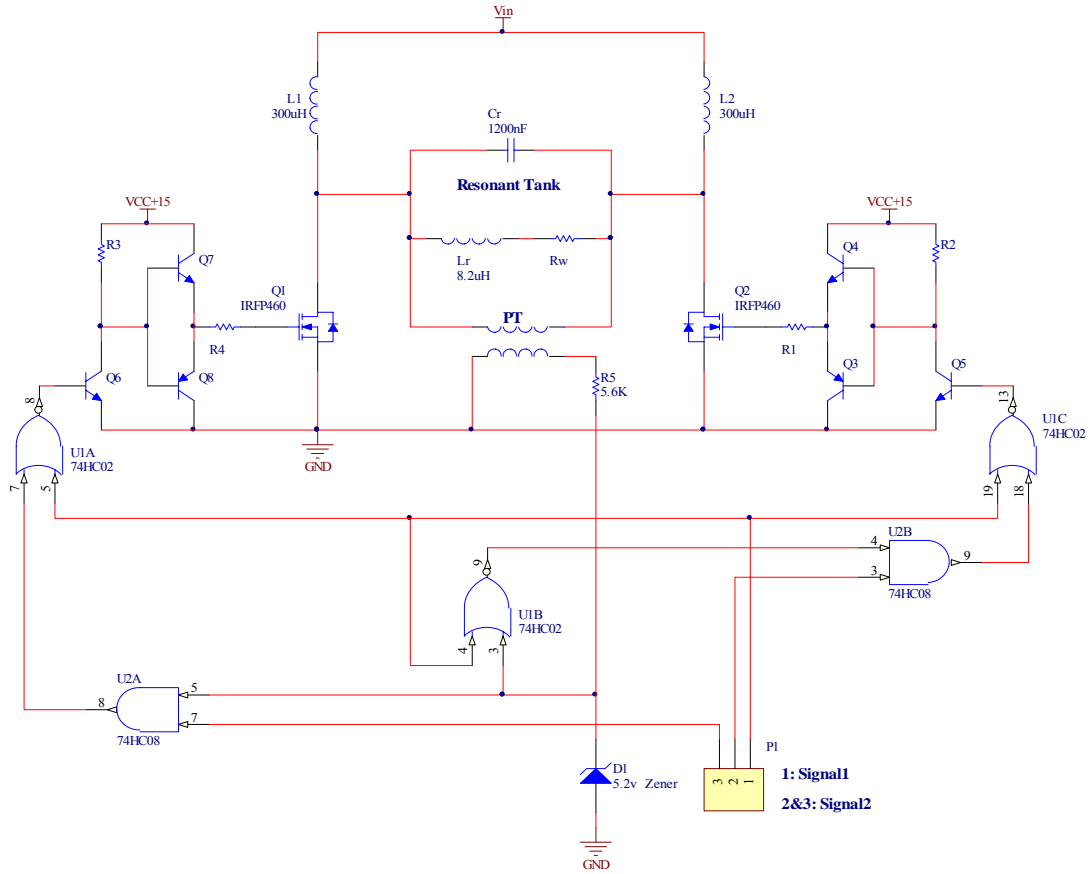 Vin
L1
300uH
L2
300uH
Cr
1200nF
Resonant Tank
VCC+15
VCC+15
R3
Q7
Q4
R2
Lr
8.2uH
Rw
Q1
IRFP460
Q2
IRFP460
PT
R4
R1
Q6
Q8
R5
5.6K
Q3
Q5
8
13
U1A
74HC02
GND
U1C
74HC02
7
5
19
18
U2B
4
9
9
3
74HC08
U1B
74HC02
4
3
U2A
5
8
7
74HC08
P1
D1
5.2v Zener
3
2
1
1: Signal1
2&3: Signal2
GND